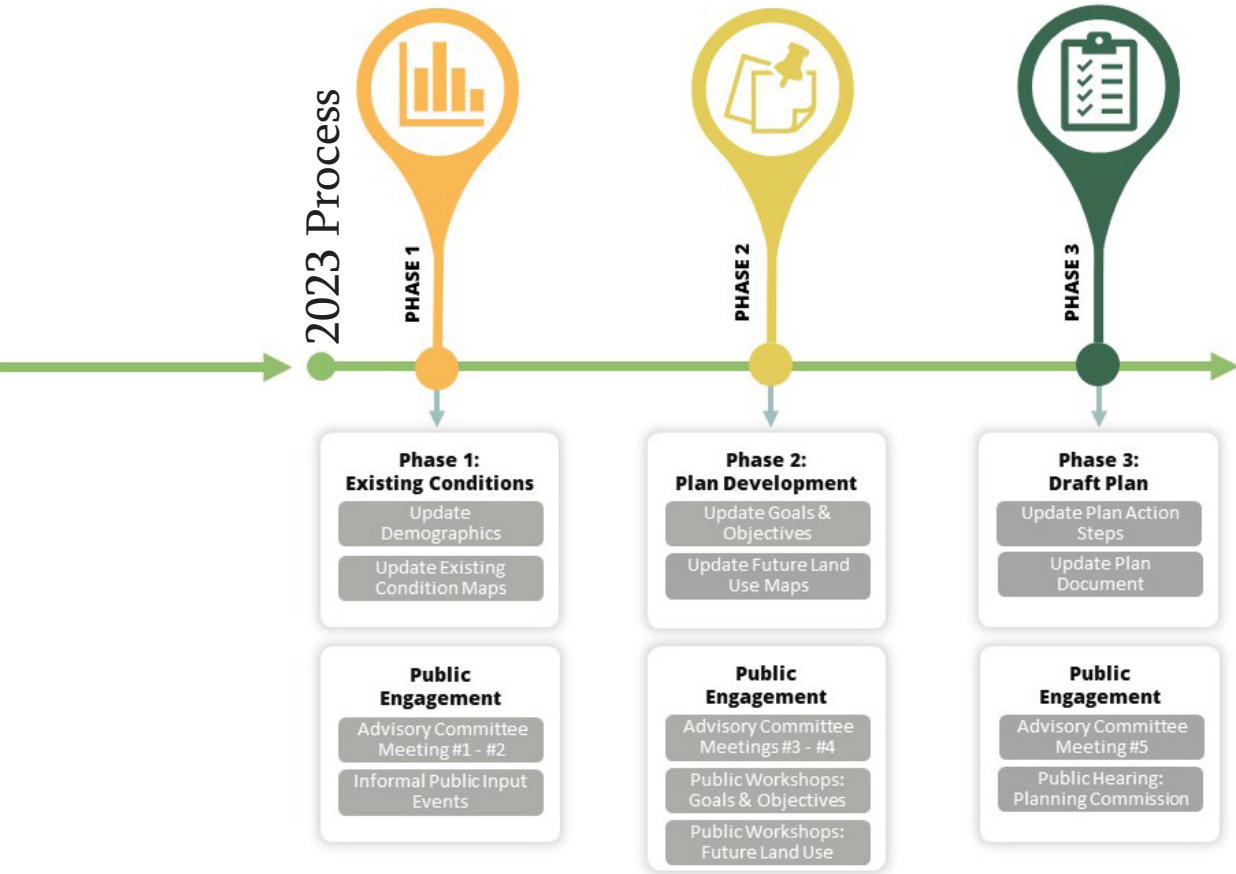 2023 Process
PHASE 1
PHASE 2
PHASE 3
Phase 1:
Existing Conditions
Update
Demographics
Update Existing
Condition Maps
Public
Engagement
Advisory Committee
Meeting #1 - #2
Informal Public Input
Events
Phase 2:
Plan Development
Update Goals &
Objectives
Update Future Land
Use Maps
Public
Engagement
Advisory Committee
Meetings #3 - #4
Public Workshops:
Goals & Objectives
Public Workshops:
Future Land Use
Phase 3:
Draft Plan
Update Plan Action
Steps
Update Plan
Document
Public
Engagement
Advisory Committee
Meeting #5
Public Hearing:
Planning Commission